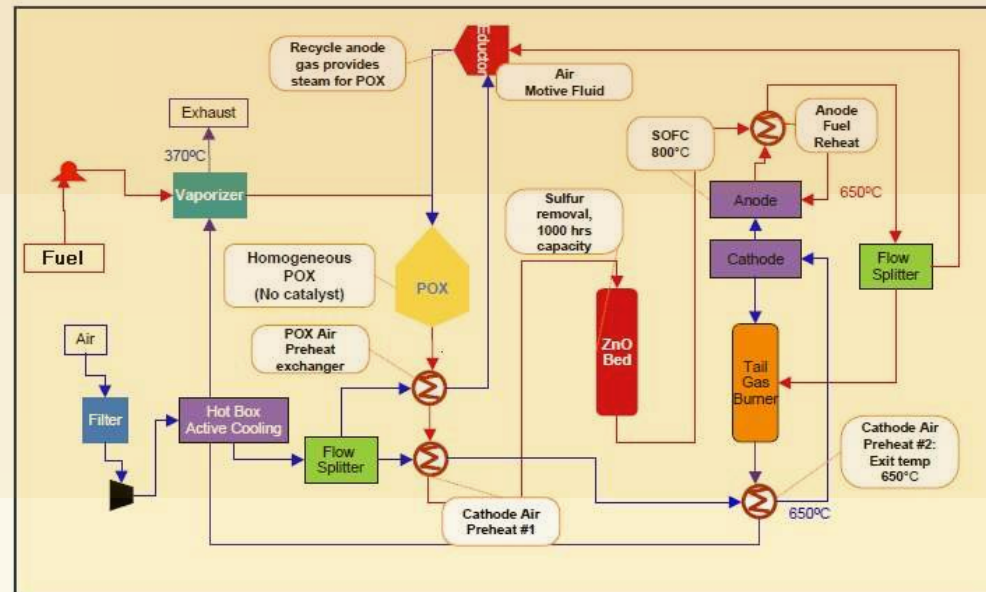 Recycle anode
gas provides
steam for POX
Eductor
Air
Motive Fluid
Exhaust
370ºC
Vaporizer
Fuel
SOFC
800°C
Anode
Fuel
Reheat
650ºC
Anode
Cathode
Flow
Splitter
Sulfur
removal,
1000 hrs
capacity
Homogeneous
POX
(No catalyst)
POX
POX Air
Preheat
exchanger
ZnO
Bed
Tail
Gas
Burner
Air
Filter
Hot Box
Active Cooling
Flow
Splitter
Cathode Air
Preheat #1
Cathode Air
Preheat #2:
Exit temp
650°C
650ºC